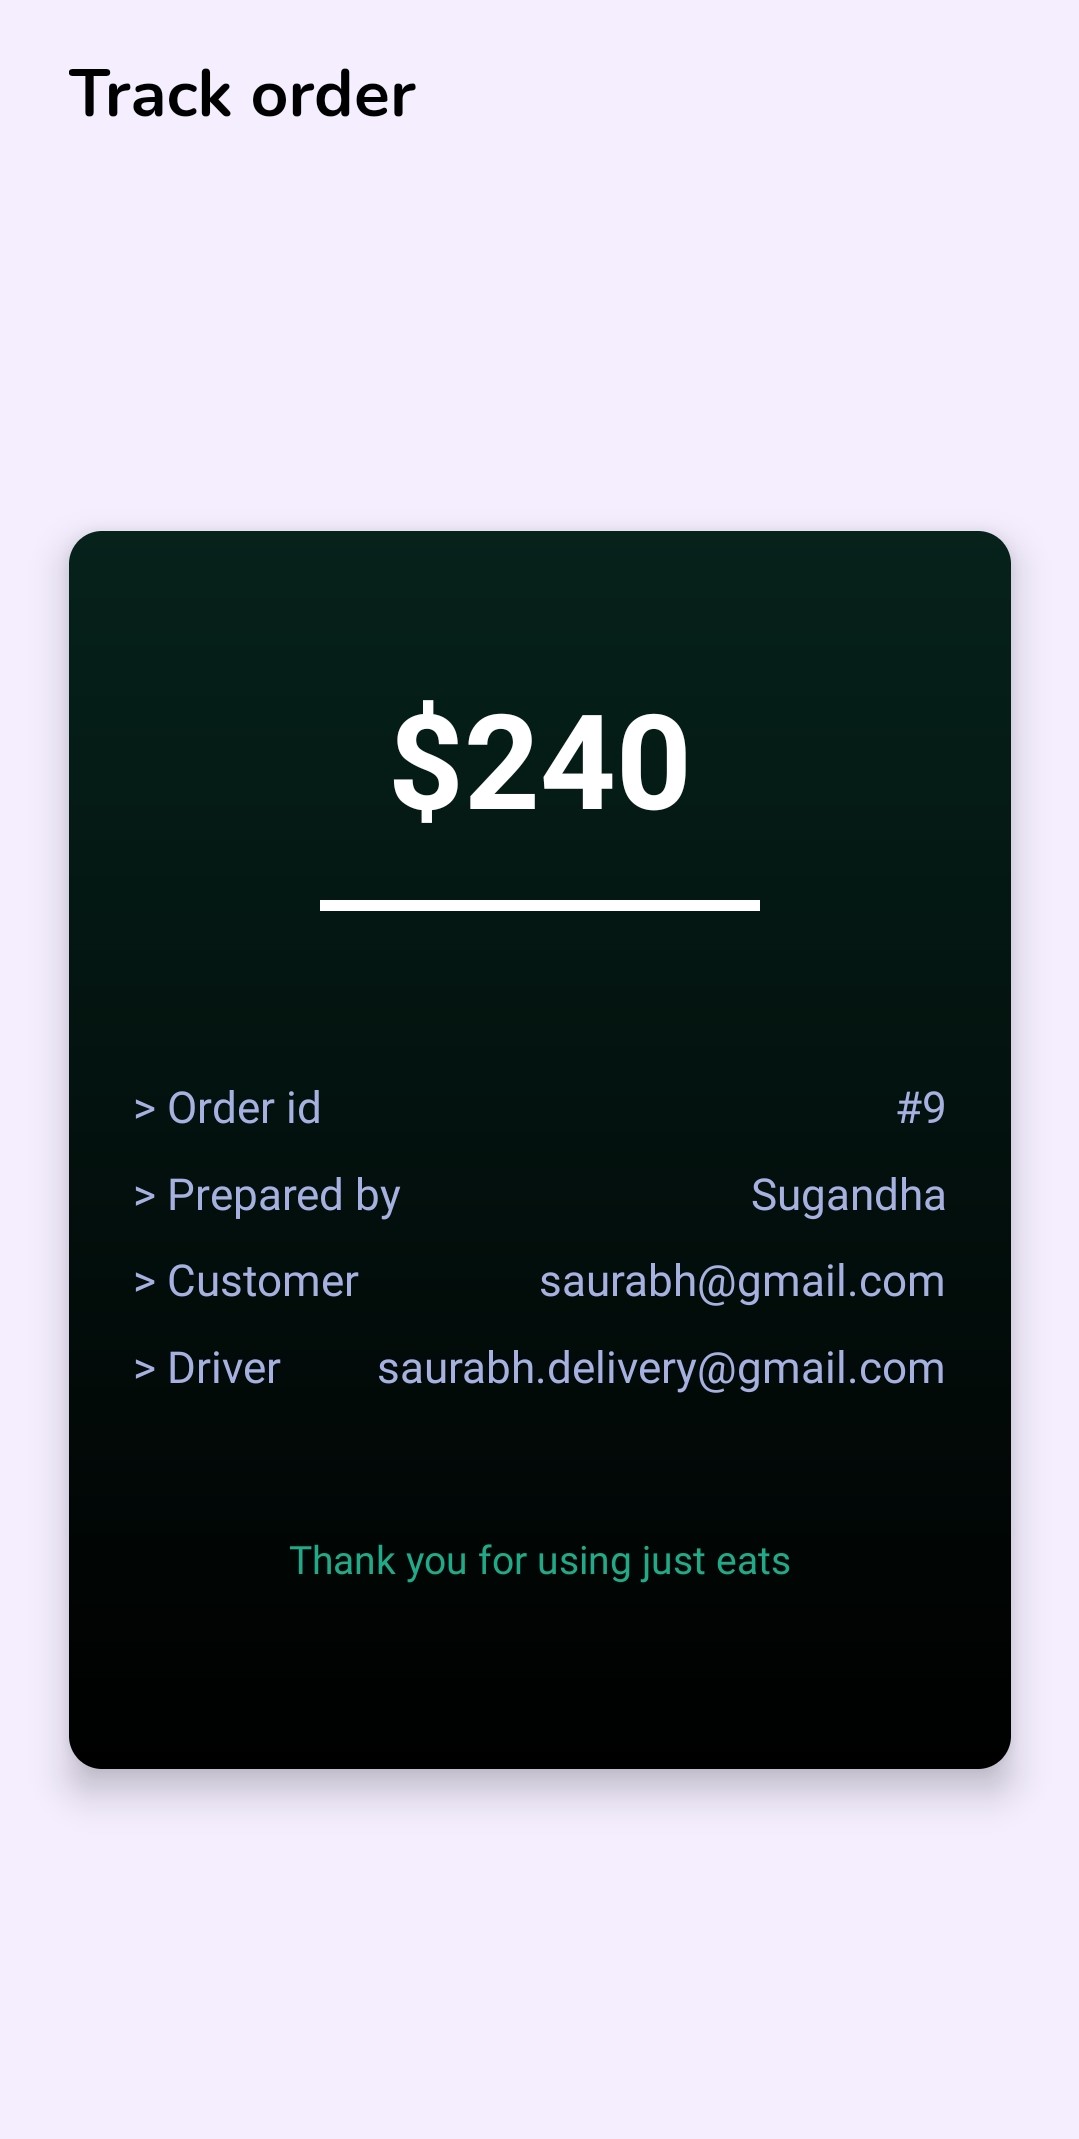 Track order
$240
> Order id #9
> Prepared by Sugandha
> Customer saurabh@gmail.com
> Driver saurabh.delivery@gmail.com
Thank you for using just eats